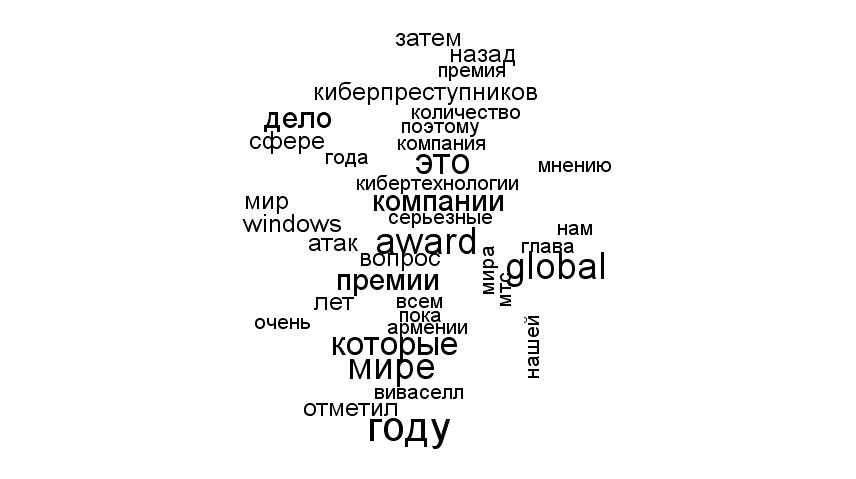 затем
назад
премия
киберпреступников
количество
дело
поэтому
сфере
компания
года
это
мнению
кибертехнологии
мир
компании
серьезные
windows
нам
атак
award
глава
вопрос
мира
global
премии
мтс
лет
всем
пока
очень
армении
нашей
которые
мире
виваселл
отметил
году